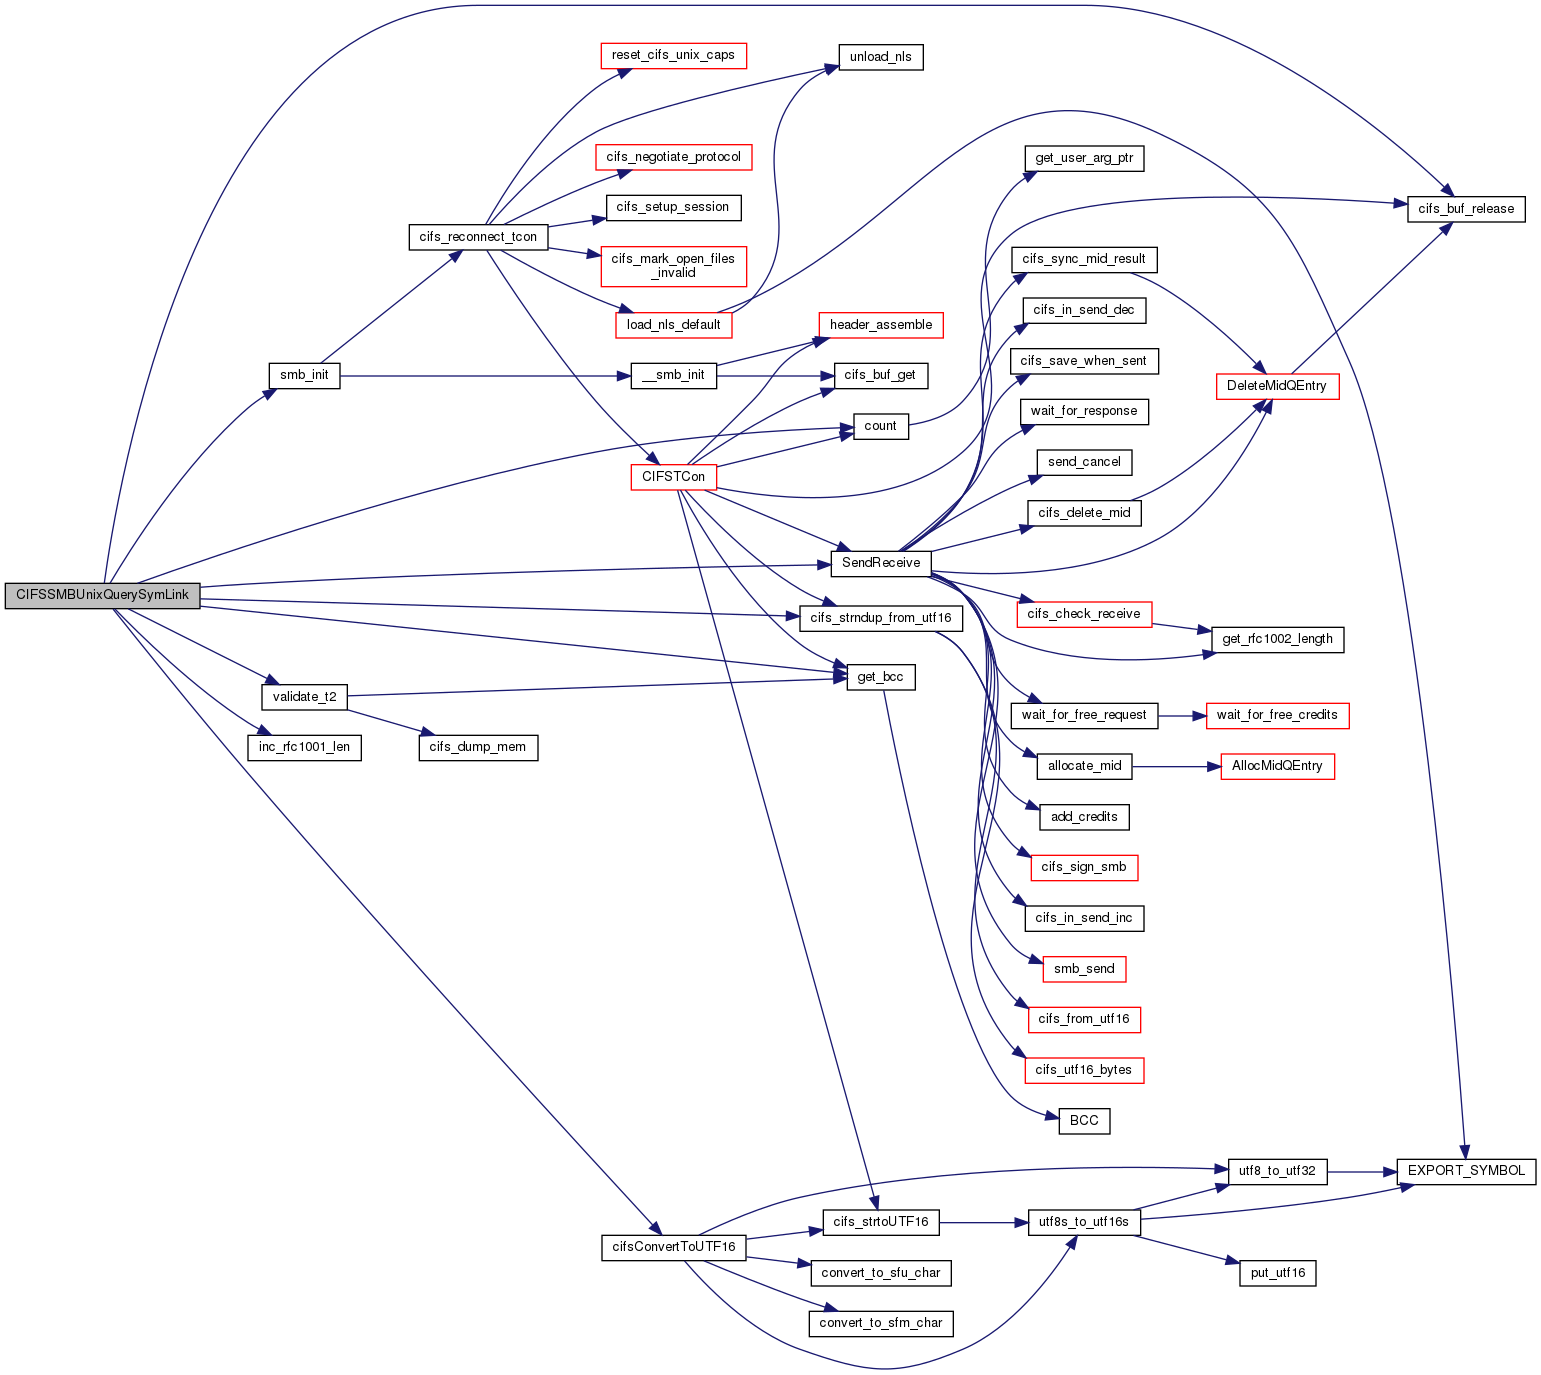 reset_cifs_unix_caps
unload_nls
cifs_negotiate_protocol
get_user_arg_ptr
cifs_setup_session
cifs_buf_release
cifs_reconnect_tcon
cifs_mark_open_files
_invalid
cifs_sync_mid_result
cifs_in_send_dec
load_nls_default
header_assemble
cifs_save_when_sent
smb_init
__smb_init
cifs_buf_get
DeleteMidQEntry
wait_for_response
count
send_cancel
CIFSTCon
cifs_delete_mid
SendReceive
CIFSSMBUnixQuerySymLink
cifs_check_receive
cifs_strndup_from_utf16
get_rfc1002_length
get_bcc
validate_t2
wait_for_free_request
wait_for_free_credits
inc_rfc1001_len
cifs_dump_mem
allocate_mid
AllocMidQEntry
add_credits
cifs_sign_smb
cifs_in_send_inc
smb_send
cifs_from_utf16
cifs_utf16_bytes
BCC
utf8_to_utf32
EXPORT_SYMBOL
cifs_strtoUTF16
utf8s_to_utf16s
cifsConvertToUTF16
convert_to_sfu_char
put_utf16
convert_to_sfm_char